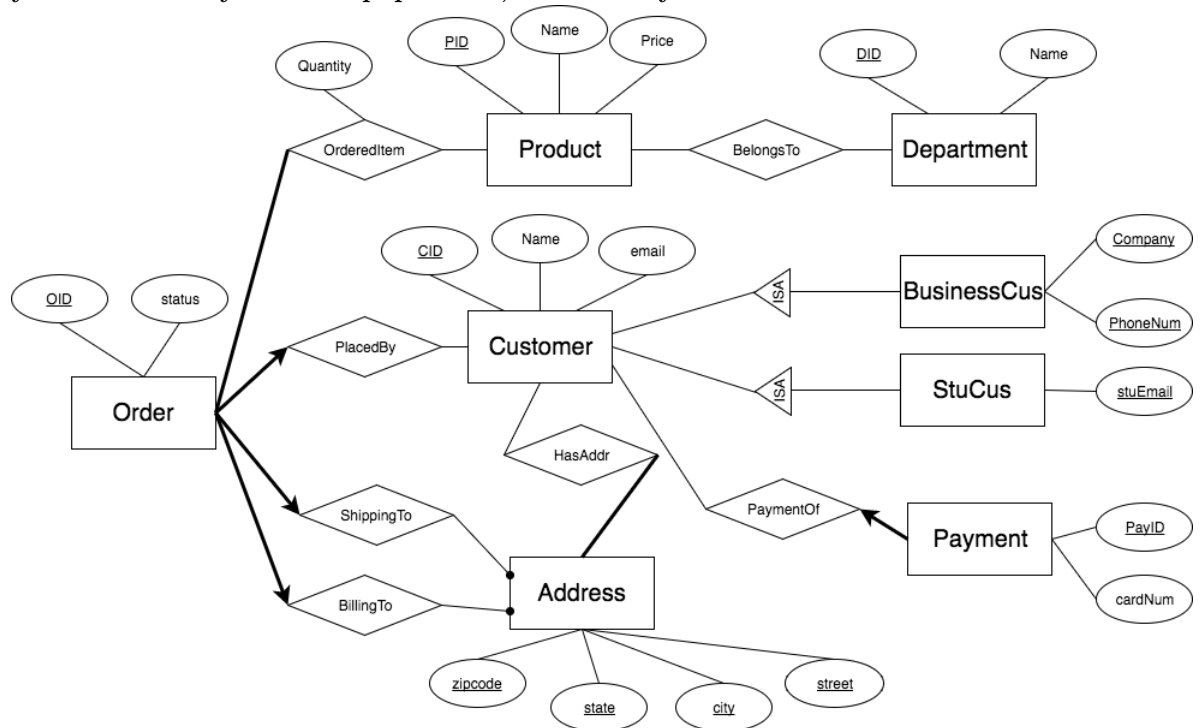 PID
Name
Price
Quantity
DID
Name
OrderedItem
Product
BelongsTo
Department
CID
Name
email
Company
ISA
BusinessCus
PhoneNum
OID
status
PlacedBy
Customer
ISA
StuCus
stuEmail
Order
HasAddr
ShippingTo
PaymentOf
Payment
PayID
cardNum
BillingTo
Address
zipcode
state
city
street